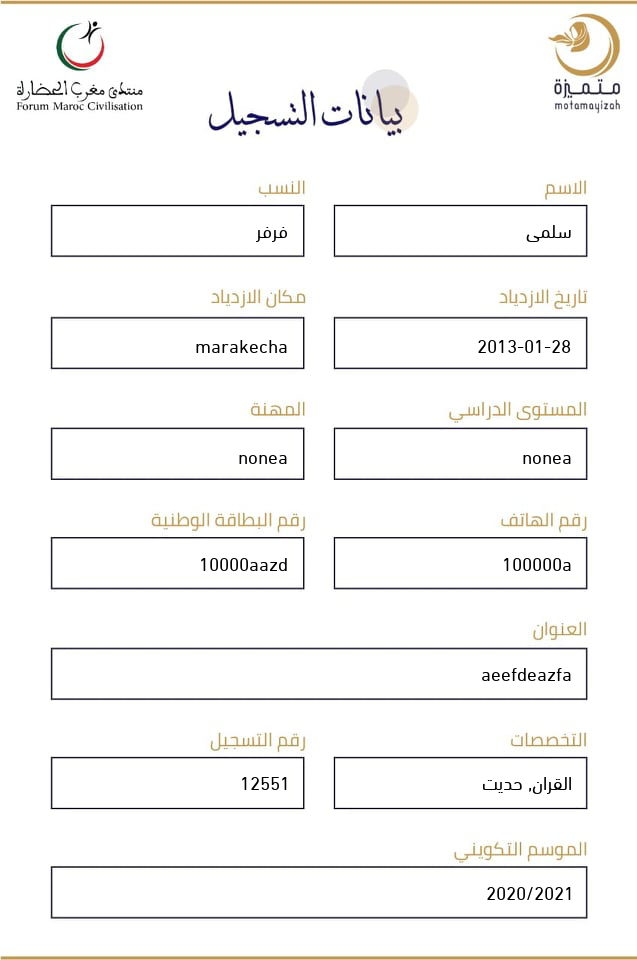 منتدى مغرب الحضارة
Forum Maroc Civilisation
متميزة
motamayizah
بيانات التسجيل
الاسم
النسب
سلمى
فرفر
تاريخ الازدياد
مكان الازدياد
2013-01-28
marakecha
المستوى الدراسي
المهنة
nonea
nonea
رقم الهاتف
رقم البطاقة الوطنية
100000a
10000aazd
العنوان
aeefdeazfa
التخصصات
رقم التسجيل
القران, حديت
12551
الموسم التكويني
2020/2021